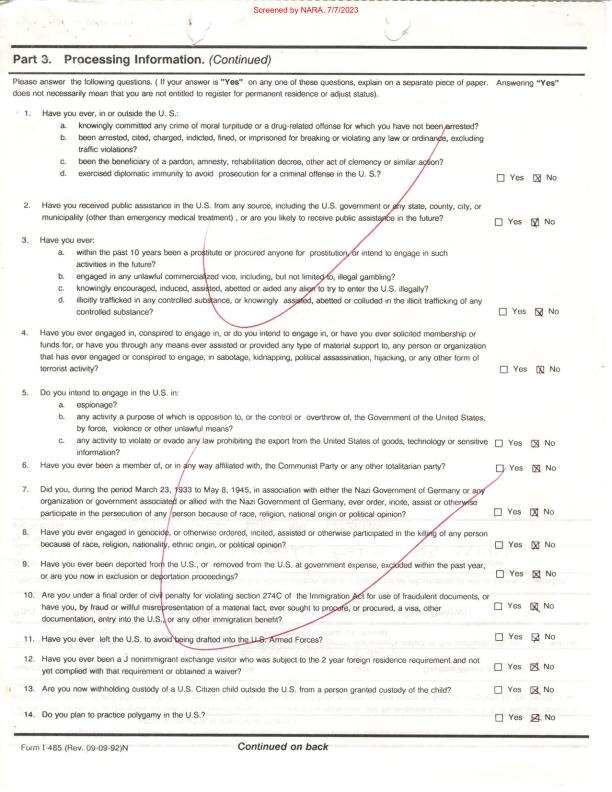 Screened by NARA, 7/7/2023
Part 3. Processing Information. (Continued)
Please answer the following questions. ( If your answer is "Yes" on any one of these questions, explain on a separate piece of paper. Answering "Yes"
does not necessarily mean that you are not entitled to register for permanent residence or adjust status).
1. Have you ever, in or outside the U. S.:
a. knowingly committed any crime of moral turpitude or a drug-related offense for which you have not been arrested?
b. been arrested, cited, charged, indicted, fined, or imprisoned for breaking or violating any law or ordinance, excluding
traffic violations?
c. been the beneficiary of a pardon, amnesty, rehabilitation decree, other act of clemency or similar action?
d. exercised diplomatic immunity to avoid prosecution for a criminal offense in the U. S.? Yes X No
2. Have you received public assistance in the U.S. from any source, including the U.S. government or any state, county, city, or
municipality (other than emergency medical treatment) , or are you likely to receive public assistance in the future? Yes X No
3. Have you ever:
a. within the past 10 years been a prostitute or procured anyone for prostitution, or intend to engage in such
activities in the future?
b. engaged in any unlawful commercialized vice, including, but not limited to, illegal gambling?
c. knowingly encouraged, induced, assisted, abetted or aided any alien to try to enter the U.S. illegally?
d. illicitly trafficked in any controlled substance, or knowingly assisted, abetted or colluded in the illicit trafficking of any
controlled substance? Yes X No
4. Have you ever engaged in, conspired to engage in, or do you intend to engage in, or have you ever solicited membership or
funds for, or have you through any means ever assisted or provided any type of material support to, any person or organization
that has ever engaged or conspired to engage, in sabotage, kidnapping, political assassination, hijacking, or any other form of
terrorist activity? Yes X No
5. Do you intend to engage in the U.S. in:
a. espionage?
b. any activity a purpose of which is opposition to, or the control or overthrow of, the Government of the United States,
by force, violence or other unlawful means?
c. any activity to violate or evade any law prohibiting the export from the United States of goods, technology or sensitive Yes X No
information?
6. Have you ever been a member of, or in any way affiliated with, the Communist Party or any other totalitarian party? Yes X No
7. Did you, during the period March 23, 1933 to May 8, 1945, in association with either the Nazi Government of Germany or any
organization or government associated or allied with the Nazi Government of Germany, ever order, incite, assist or otherwise
participate in the persecution of any person because of race, religion, national origin or political opinion? Yes X No
8. Have you ever engaged in genocide, or otherwise ordered, incited, assisted or otherwise participated in the killing of any person
because of race, religion, nationality, ethnic origin, or political opinion? Yes X No
9. Have you ever been deported from the U.S., or removed from the U.S. at government expense, excluded within the past year,
or are you now in exclusion or deportation proceedings? Yes X No
10. Are you under a final order of civil penalty for violating section 274C of the Immigration Act for use of fraudulent documents, or
have you, by fraud or willful misrepresentation of a material fact, ever sought to procure, or procured, a visa, other
documentation, entry into the U.S., or any other immigration benefit? Yes X No
11. Have you ever left the U.S. to avoid being drafted into the U.S. Armed Forces? Yes X No
12. Have you ever been a J nonimmigrant exchange visitor who was subject to the 2 year foreign residence requirement and not
yet complied with that requirement or obtained a waiver? Yes X No
13. Are you now withholding custody of a U.S. Citizen child outside the U.S. from a person granted custody of the child? Yes X No
14. Do you plan to practice polygamy in the U.S.? Yes X No
Form I-485 (Rev. 09-09-92)N Continued on back